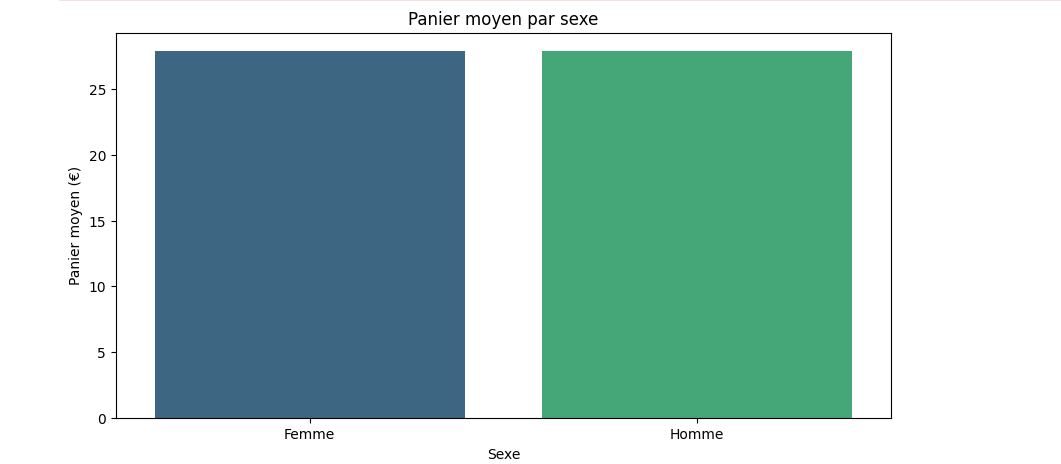 Panier moyen par sexe
Panier moyen (€)
25
20
15
10
5
0
Femme
Homme
Sexe